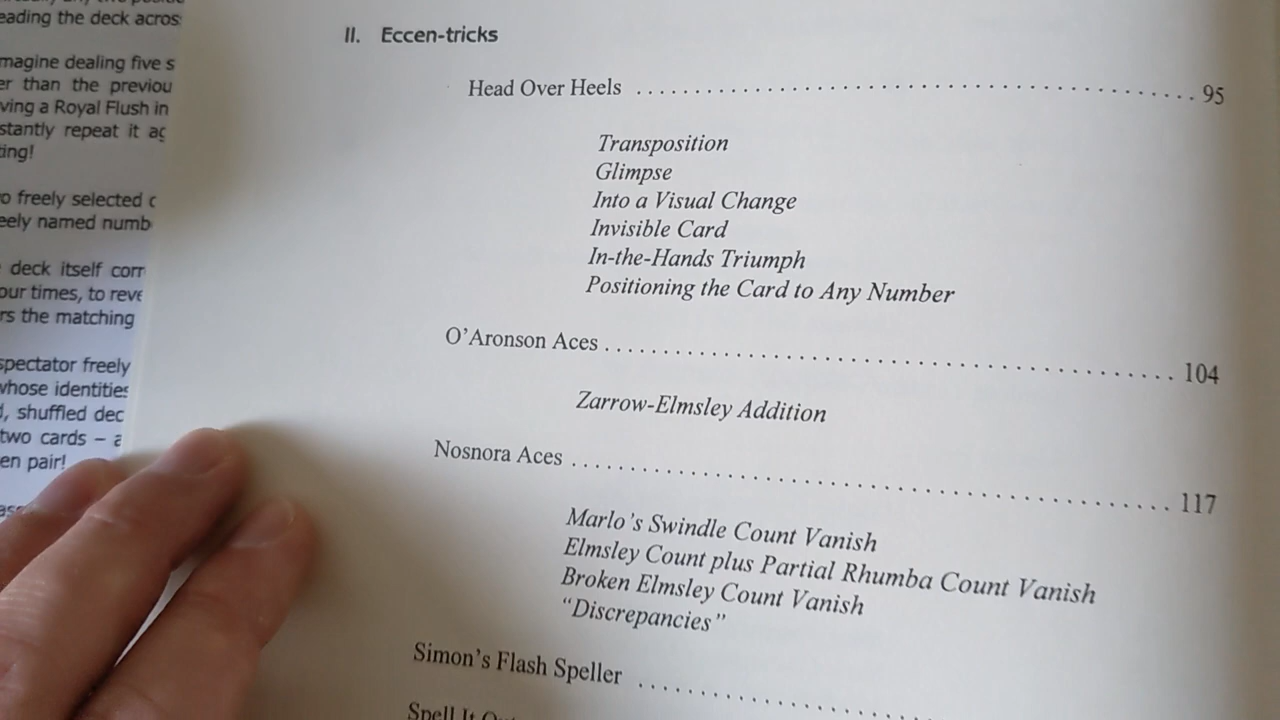 eading the deck acros
magine dealing five s
er than the previou
ving a Royal Flush in
stantly repeat it ag
ing!
o freely selected c
eely named numb
deck itself corr
our times, to reve
rs the matching
spectator freely
whose identities
d, shuffled dec
two cards – a
en pair!
II. Eccen-tricks
Head Over Heels ........................................ 95
Transposition
Glimpse
Into a Visual Change
Invisible Card
In-the-Hands Triumph
Positioning the Card to Any Number
O’Aronson Aces ........................................ 104
Zarrow-Elmsley Addition
Nosnora Aces ........................................ 117
Marlo’s Swindle Count Vanish
Elmsley Count plus Partial Rhumba Count Vanish
Broken Elmsley Count Vanish
“Discrepancies”
Simon’s Flash Speller ....................
Spell It